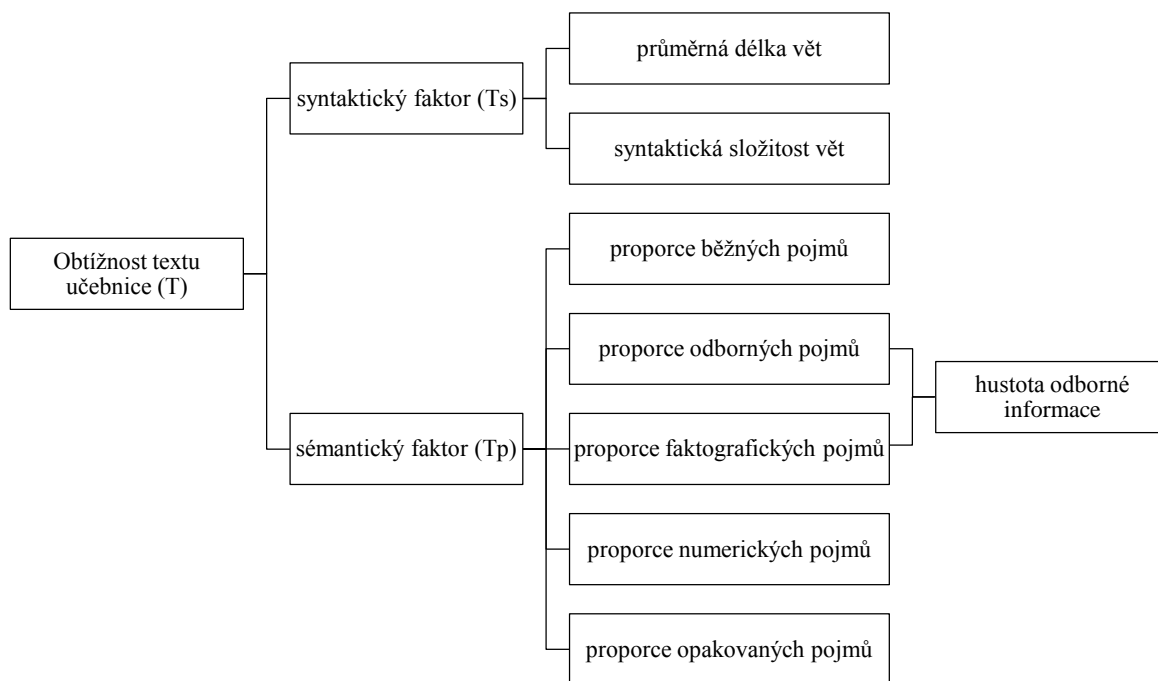 Obtížnost textu
učebnice (T)
syntaktický faktor (Ts)
průměrná délka vět
syntaktická složitost vět
sémantický faktor (Tp)
proporce běžných pojmů
proporce odborných pojmů
proporce faktografických pojmů
proporce numerických pojmů
proporce opakovaných pojmů
hustota odborné
informace